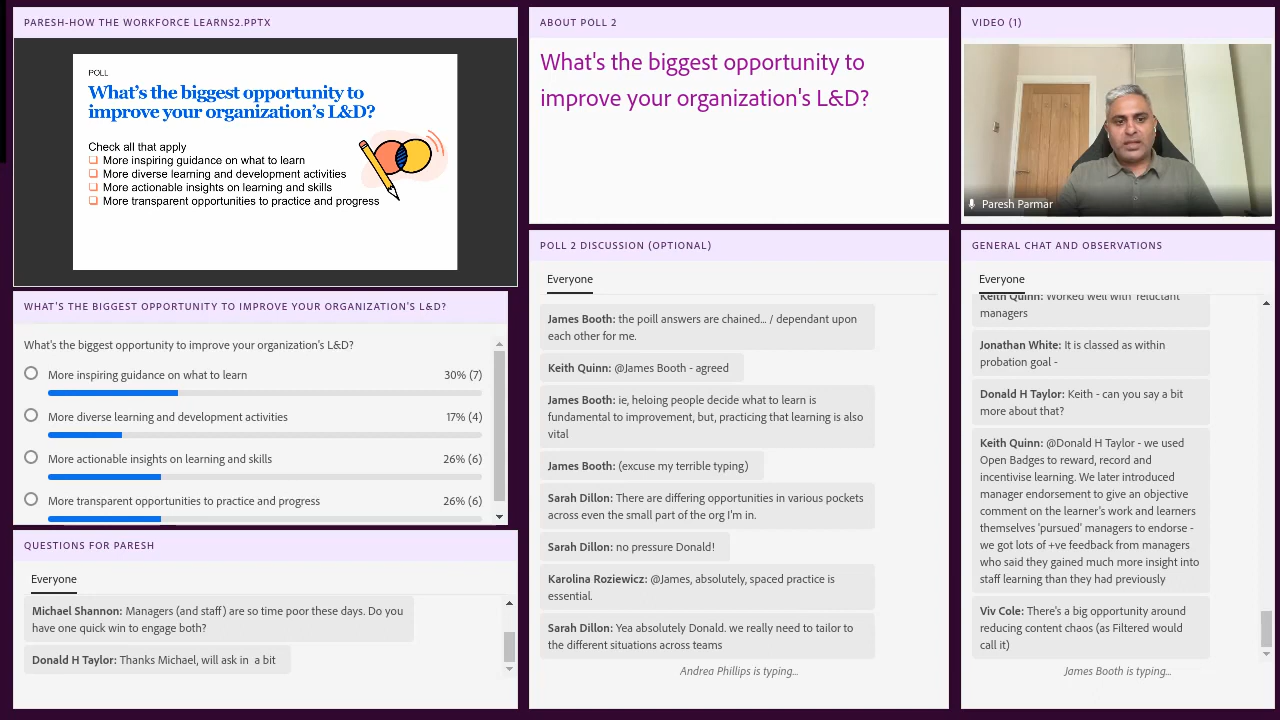 PARESH-HOW THE WORKFORCE LEARNS2.PPTX
POLL
What's the biggest opportunity to
improve your organization's L&D?
Check all that apply
More inspiring guidance on what to learn
More diverse learning and development activities
More actionable insights on learning and skills
More transparent opportunities to practice and progress
WHAT'S THE BIGGEST OPPORTUNITY TO IMPROVE YOUR ORGANIZATION'S L&D?
What's the biggest opportunity to improve your organization's L&D?
More inspiring guidance on what to learn 30% (7)
More diverse learning and development activities 17% (4)
More actionable insights on learning and skills 26% (6)
More transparent opportunities to practice and progress 26% (6)
QUESTIONS FOR PARESH
Everyone
Michael Shannon: Managers (and staff) are so time poor these days. Do you
have one quick win to engage both?
Donald H Taylor: Thanks Michael, will ask in a bit
ABOUT POLL 2
What's the biggest opportunity to
improve your organization's L&D?
POLL 2 DISCUSSION (OPTIONAL)
Everyone
James Booth: the poill answers are chained... / dependant upon
each other for me.
Keith Quinn: @James Booth - agreed
James Booth: ie, heloing people decide what to learn is
fundamental to improvement, but, practicing that learning is also
vital
James Booth: (excuse my terrible typing)
Sarah Dillon: There are differing opportunities in various pockets
across even the small part of the org I'm in.
Sarah Dillon: no pressure Donald!
Karolina Roziewicz: @James, absolutely, spaced practice is
essential.
Sarah Dillon: Yea absolutely Donald. we really need to tailor to
the different situations across teams
Andrea Phillips is typing...
VIDEO (1)
Paresh Parmar
GENERAL CHAT AND OBSERVATIONS
Everyone
Keith Quinn: Worked well with 'reluctant'
managers
Jonathan White: It is classed as within
probation goal -
Donald H Taylor: Keith - can you say a bit
more about that?
Keith Quinn: @Donald H Taylor - we used
Open Badges to reward, record and
incentivise learning. We later introduced
manager endorsement to give an objective
comment on the learner's work and learners
themselves 'pursued' managers to endorse -
we got lots of +ve feedback from managers
who said they gained much more insight into
staff learning than they had previously
Viv Cole: There's a big opportunity around
reducing content chaos (as Filtered would
call it)
James Booth is typing...